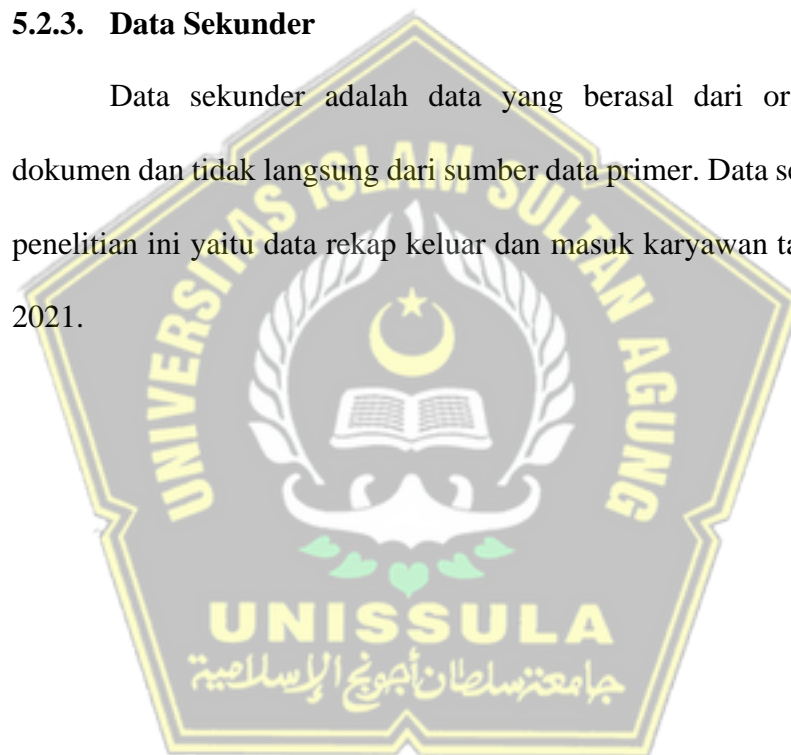 5.2.3. Data Sekunder
Data sekunder adalah data yang berasal dari or
dokumen dan tidak langsung dari sumber data primer. Data se
penelitian ini yaitu data rekap keluar dan masuk karyawan ta
2021.
UNIVERSITAS ISLAM SULTAN AGUNG
UNISSULA
جامعتنسلطان أجونج الإسلامية